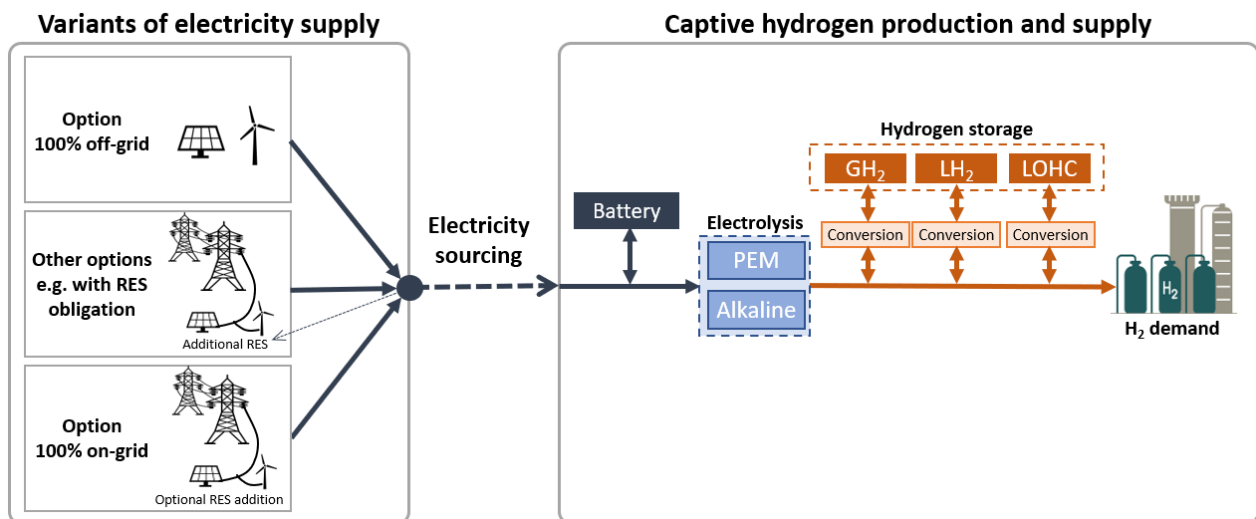 Variants of electricity supply
Option
100% off-grid
Other options
e.g. with RES
obligation
Additional RES
Option
100% on-grid
Optional RES addition
Electricity
sourcing
Captive hydrogen production and supply
Battery
Electrolysis
PEM
Alkaline
Hydrogen storage
GH₂
LH₂
LOHC
Conversion
Conversion
Conversion
H₂
H₂ demand